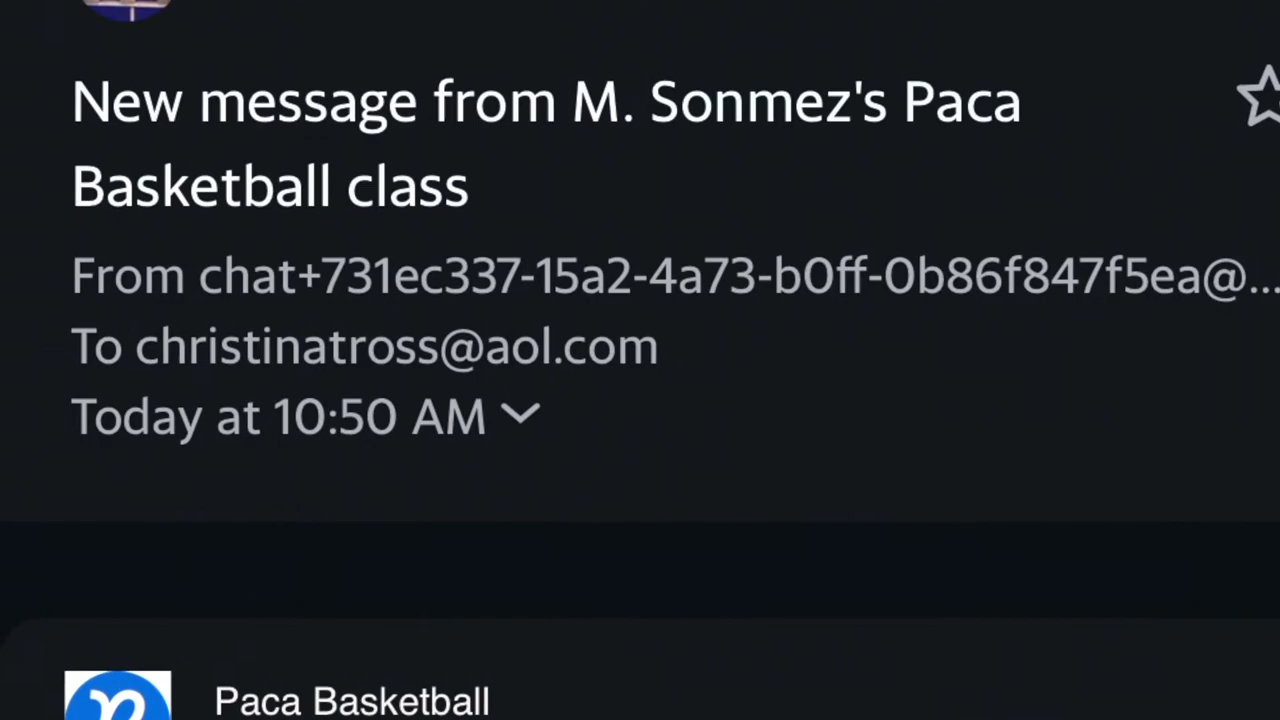 New message from M. Sonmez's Paca
Basketball class
From chat+731ec337-15a2-4a73-b0ff-0b86f847f5ea@...
To christinatross@aol.com
Today at 10:50 AM
Paca Basketball